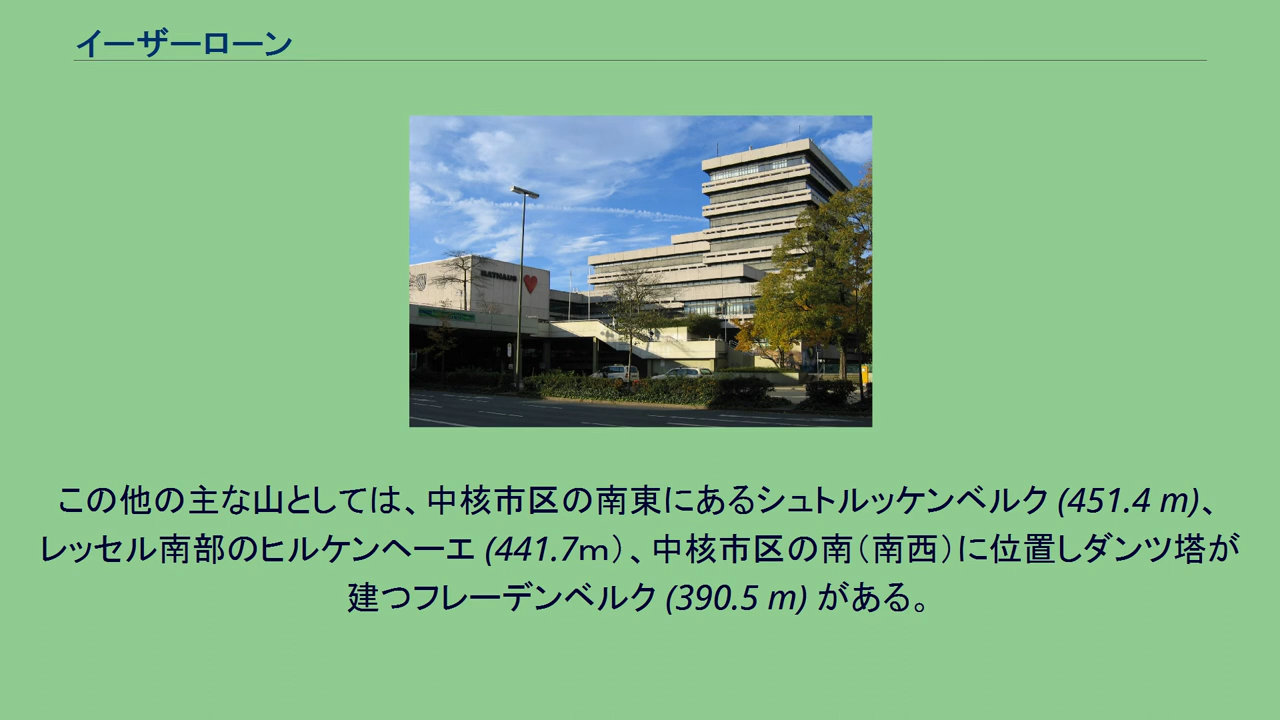 イーザーローン
RATHAUS
この他の主な山としては、中核市区の南東にあるシュトルッケンベルク (451.4 m)、
レッセル南部のヒルケンヘーエ (441.7ｍ）、中核市区の南（南西）に位置しダンツ塔が
建つフレーデンベルク (390.5 m) がある。